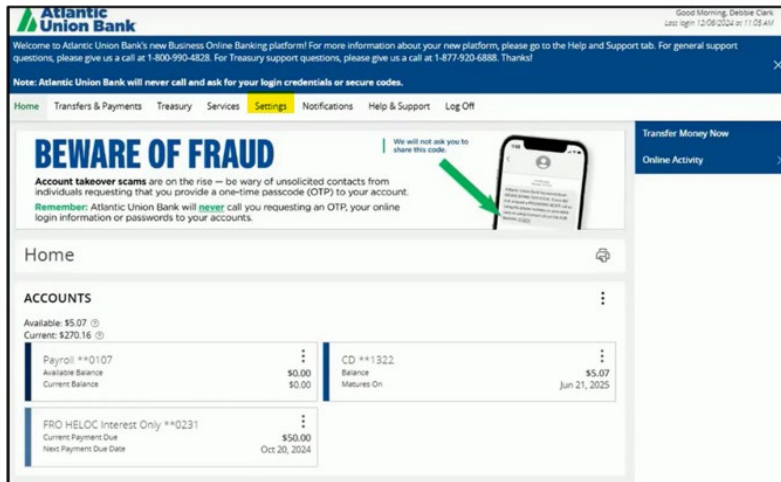 Atlantic
Union Bank
Good Morning, Debbie Clark
Last login 12/06/2024 at 11:05 AM
Welcome to Atlantic Union Bank's new Business Online Banking platform! For more information about your new platform, please go to the Help and Support tab. For general support
questions, please give us a call at 1-800-990-4828. For Treasury support questions, please give us a call at 1-877-920-6888. Thanks!
Note: Atlantic Union Bank will never call and ask for your login credentials or secure codes.
Home Transfers & Payments Treasury Services Settings Notifications Help & Support Log Off
BEWARE OF FRAUD
Account takeover scams are on the rise — be wary of unsolicited contacts from
individuals requesting that you provide a one-time passcode (OTP) to your account.
Remember: Atlantic Union Bank will never call you requesting an OTP, your online
login information or passwords to your accounts.
We will not ask you to
share this code.
Transfer Money Now
Online Activity
Home
ACCOUNTS
Available: $5.07
Current: $270.16
Payroll **0107
Available Balance $0.00
Current Balance $0.00
CD **1322
Balance $5.07
Matures On Jun 21, 2025
FRO HELOC Interest Only **0231
Current Payment Due $50.00
Next Payment Due Date Oct 20, 2024